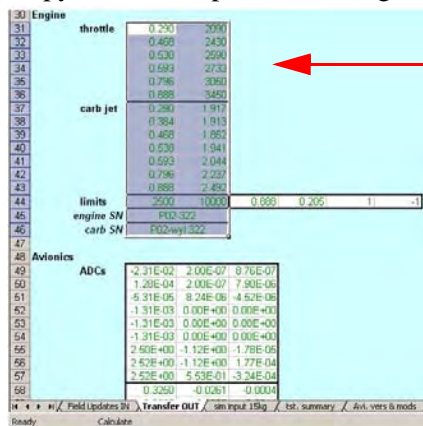 30 Engine
31 throttle 0.290 2090
32 0.468 2430
33 0.538 2590
34 0.593 2730
35 0.796 3050
36 0.888 3450
37 carb jet 0.280 1.917
38 0.384 1.913
39 0.468 1.862
40 0.538 1.941
41 0.593 2.044
42 0.796 2.237
43 0.888 2.492
44 limits 2500 10000 0.888 0.205 1 -1
45 engine SN P02-322
46 carb SN P02-wyl 322
47
48 Avionics
49 ADCs -2.31E-02 2.00E-07 8.76E-07
50 1.28E-04 2.00E-07 7.90E-06
51 -5.31E-05 8.24E-06 -4.52E-06
52 -1.31E-03 0.00E+00 0.00E+00
53 -1.31E-03 0.00E+00 0.00E+00
54 -1.31E-03 0.00E+00 0.00E+00
55 2.50E+00 -1.12E+00 -1.78E-05
56 2.52E+00 -1.12E+00 1.77E-04
57 2.52E+00 5.53E-01 -3.24E-04
58 0.3250 -0.0261 -0.0004
Field Updates IN Transfer OUT sim input 15kg tst. summary Avi. vers & mods
Ready Calculate